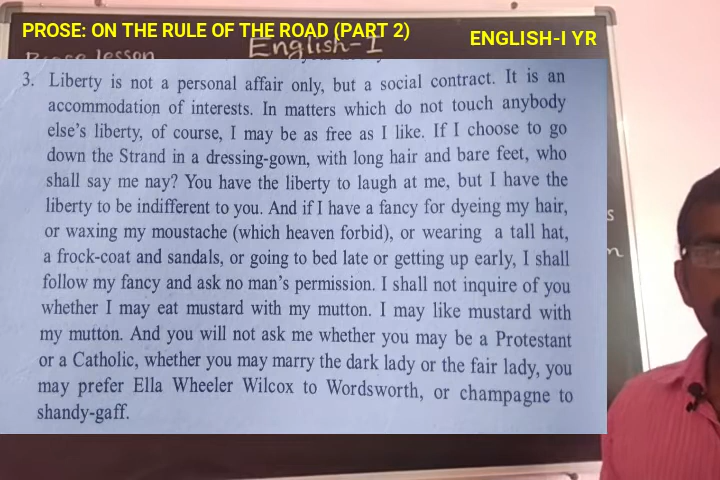 PROSE: ON THE RULE OF THE ROAD (PART 2)
ENGLISH-I YR
English-I
lesson
3. Liberty is not a personal affair only, but a social contract. It is an
accommodation of interests. In matters which do not touch anybody
else's liberty, of course, I may be as free as I like. If I choose to go
down the Strand in a dressing-gown, with long hair and bare feet, who
shall say me nay? You have the liberty to laugh at me, but I have the
liberty to be indifferent to you. And if I have a fancy for dyeing my hair,
or waxing my moustache (which heaven forbid), or wearing a tall hat,
a frock-coat and sandals, or going to bed late or getting up early, I shall
follow my fancy and ask no man's permission. I shall not inquire of you
whether I may eat mustard with my mutton. I may like mustard with
my mutton. And you will not ask me whether you may be a Protestant
or a Catholic, whether you may marry the dark lady or the fair lady, you
may prefer Ella Wheeler Wilcox to Wordsworth, or champagne to
shandy-gaff.